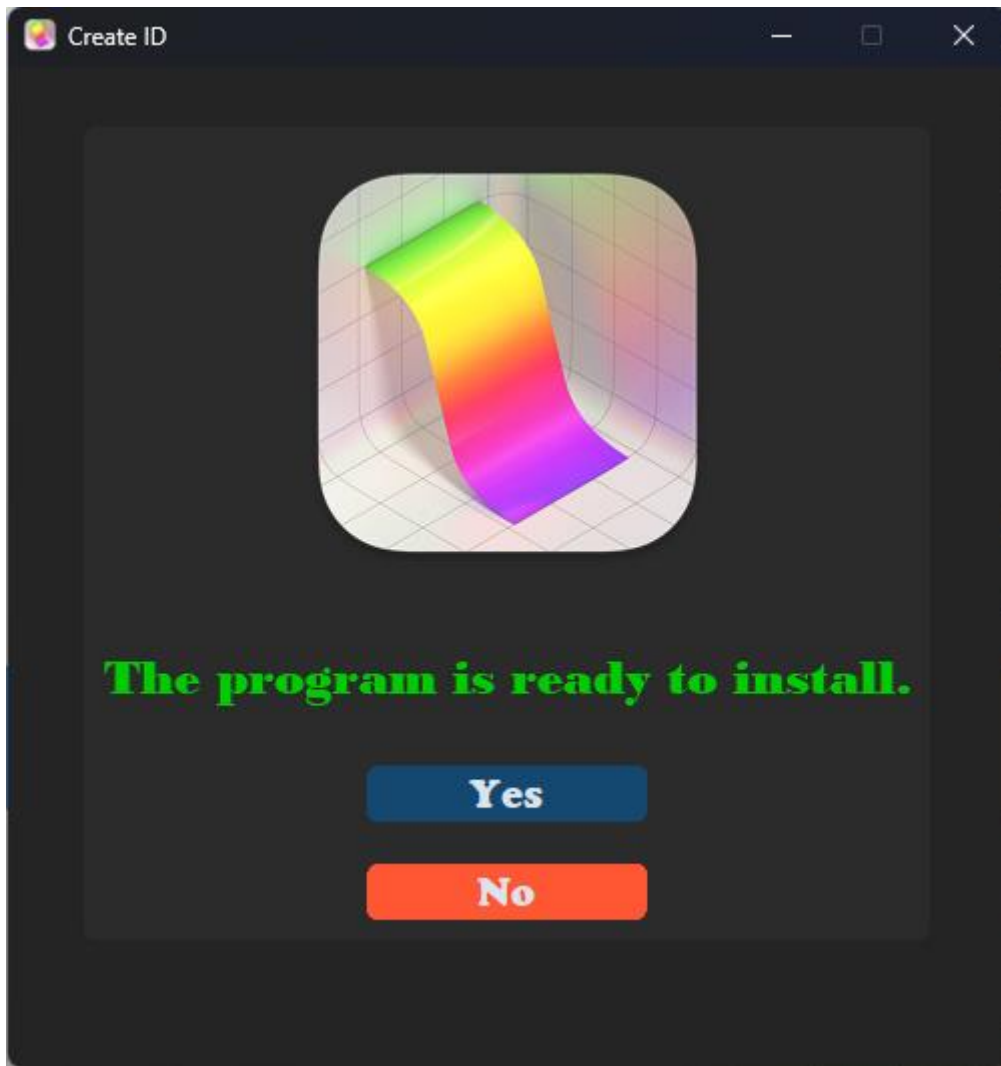 Create ID
The program is ready to install.
Yes
No